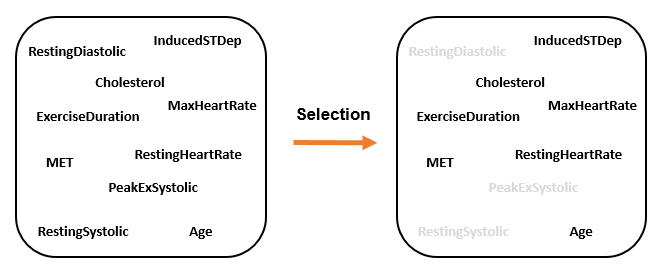 InducedSTDep
RestingDiastolic
Cholesterol
MaxHeartRate
ExerciseDuration
RestingHeartRate
MET
PeakExSystolic
RestingSystolic
Age
Selection
InducedSTDep
RestingDiastolic
Cholesterol
MaxHeartRate
ExerciseDuration
RestingHeartRate
MET
PeakExSystolic
RestingSystolic
Age